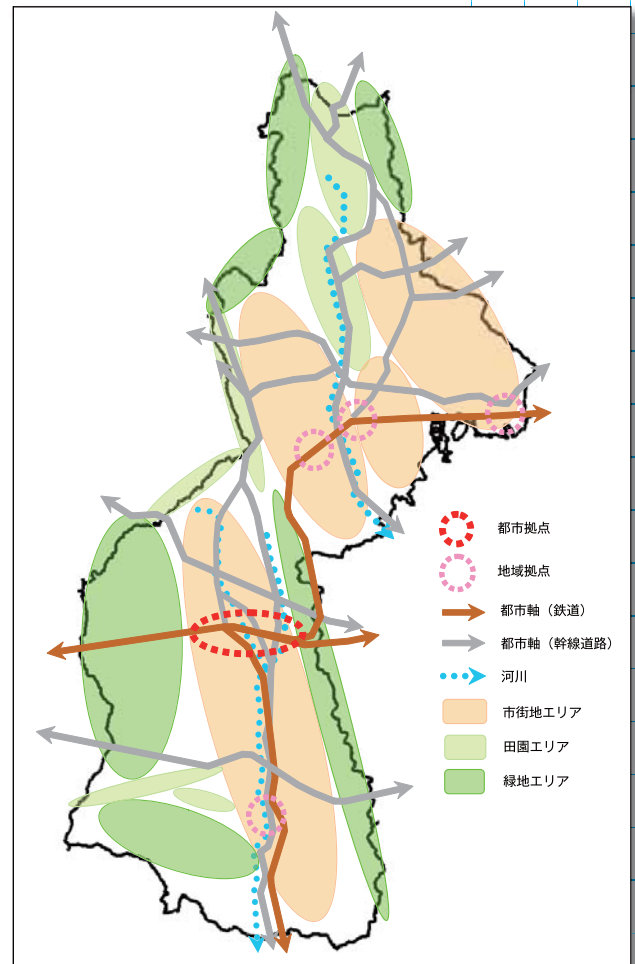 都市拠点
地域拠点
都市軸（鉄道）
都市軸（幹線道路）
河川
市街地エリア
田園エリア
緑地エリア